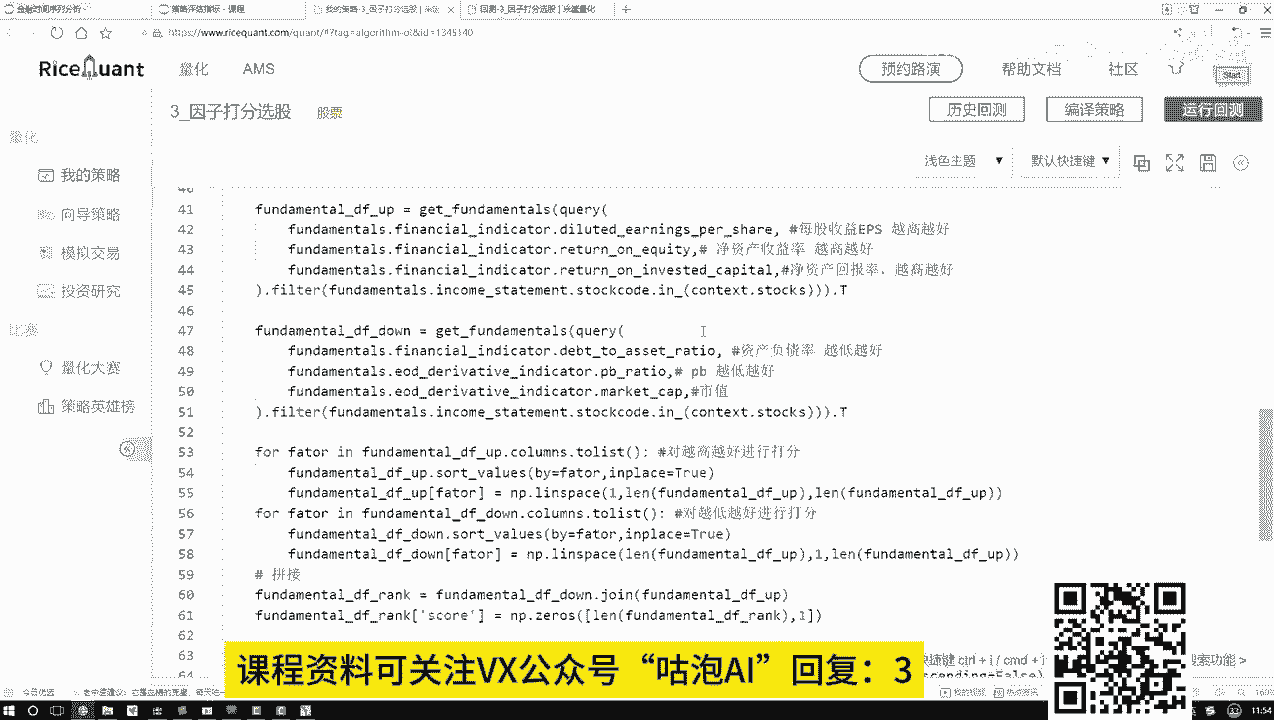 金融时间序列分析 -
策略评估指标 - 课程
我的策略-3_因子打分选股 | 米筐
回测-3_因子打分选股 | 米筐量化
https://www.ricequant.com/quant/#?tag=algorithm-ol&id=1345140
RiceQuant
量化
AMS
预约路演
帮助文档
社区
Start
3_因子打分选股
股票
历史回测
编译策略
运行回测
量化
我的策略
向导策略
模拟交易
投资研究
比赛
量化大赛
策略英雄榜
浅色主题
默认快捷键
41 fundamental_df_up = get_fundamentals(query(
42 fundamentals.financial_indicator.diluted_earnings_per_share, #每股收益EPS 越高越好
43 fundamentals.financial_indicator.return_on_equity,# 净资产收益率 越高越好
44 fundamentals.financial_indicator.return_on_invested_capital,#净资产回报率. 越高越好
45 ).filter(fundamentals.income_statement.stockcode.in_(context.stocks))).T
46
47 fundamental_df_down = get_fundamentals(query(
48 fundamentals.financial_indicator.debt_to_asset_ratio, #资产负债率 越低越好
49 fundamentals.eod_derivative_indicator.pb_ratio,# pb 越低越好
50 fundamentals.eod_derivative_indicator.market_cap,#市值
51 ).filter(fundamentals.income_statement.stockcode.in_(context.stocks))).T
52
53 for fator in fundamental_df_up.columns.tolist(): #对越高越好进行打分
54 fundamental_df_up.sort_values(by=fator,inplace=True)
55 fundamental_df_up[fator] = np.linspace(1,len(fundamental_df_up),len(fundamental_df_up))
56 for fator in fundamental_df_down.columns.tolist(): #对越低越好进行打分
57 fundamental_df_down.sort_values(by=fator,inplace=True)
58 fundamental_df_down[fator] = np.linspace(len(fundamental_df_up),1,len(fundamental_df_up))
59 # 拼接
60 fundamental_df_rank = fundamental_df_down.join(fundamental_df_up)
61 fundamental_df_rank['score'] = np.zeros([len(fundamental_df_rank),1])
62
63
课程资料可关注VX公众号“咕泡AI”回复：3
11:54